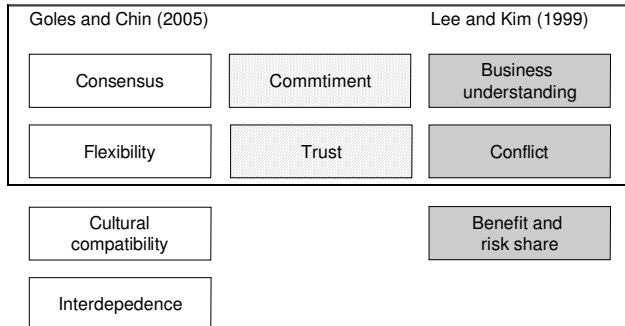 Goles and Chin (2005)
Lee and Kim (1999)
Consensus
Commtiment
Business
understanding
Flexibility
Trust
Conflict
Cultural
compatibility
Benefit and
risk share
Interdepedence